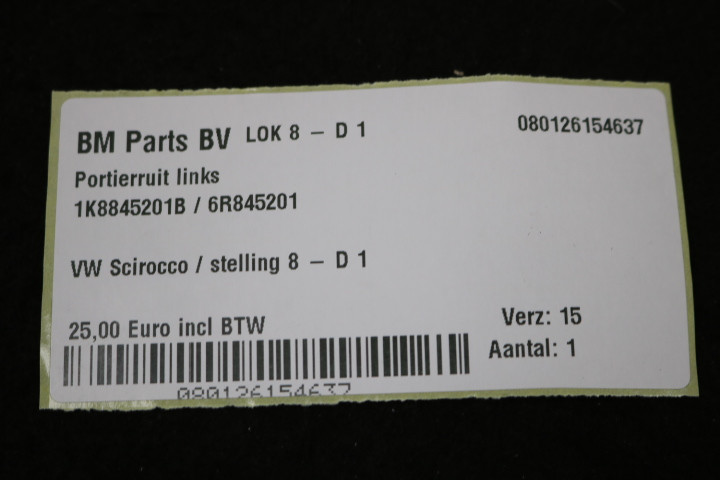 BM Parts BV LOK 8 – D 1
080126154637
Portierruit links
1K8845201B / 6R845201
VW Scirocco / stelling 8 – D 1
25,00 Euro incl BTW
Verz: 15
Aantal: 1
080126154637